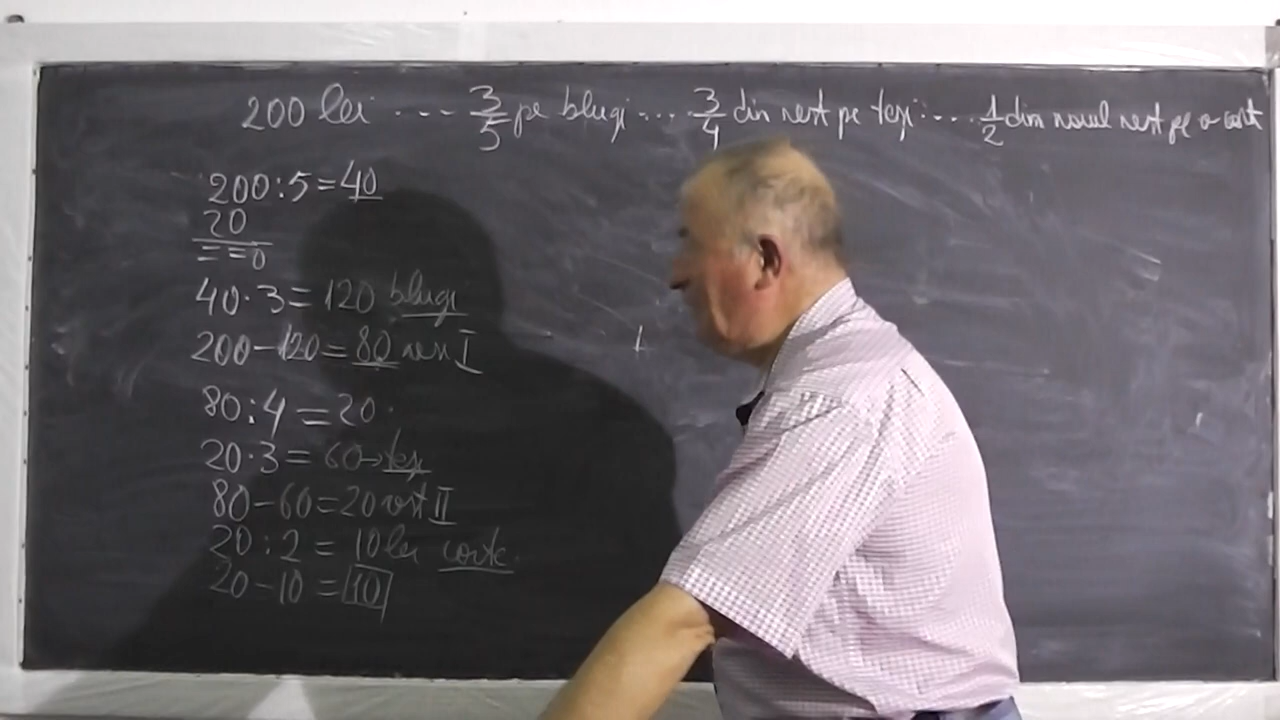 200 lei .... 3/5 pe blugi ... 3/4 din rest pe teși .... 1/2 din noul rest pe o carte
200:5=40
20
==0
40·3=120 blugi
200-120=80 rest I
80:4=20
20·3=60→teși
80-60=20 rest II
20:2=10 lei carte
20-10=10